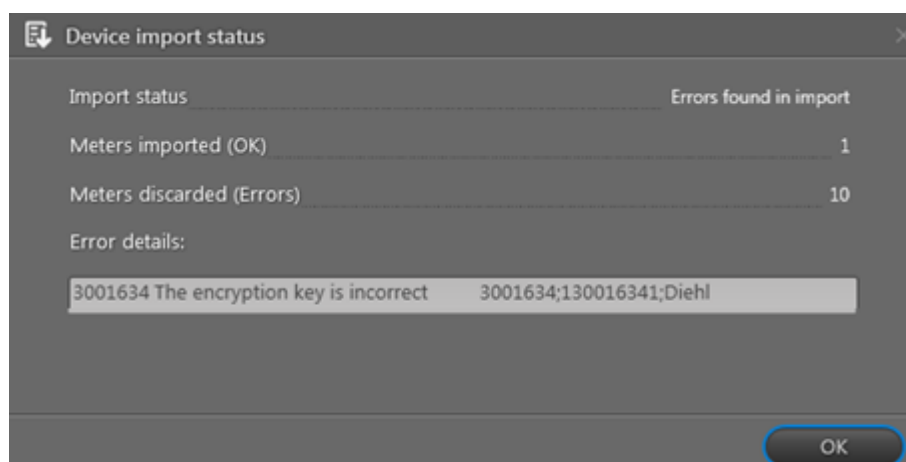 Device import status
Import status Errors found in import
Meters imported (OK) 1
Meters discarded (Errors) 10
Error details:
3001634 The encryption key is incorrect 3001634;130016341;Diehl
OK